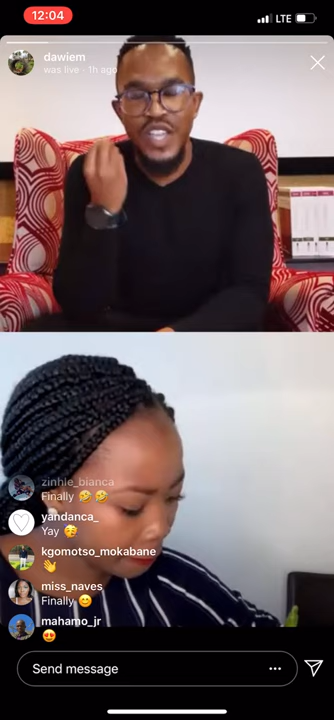 12:04
LTE
dawiem
was live · 1h ago
zinhle_bianca
Finally 🤣🤣
yandanca_
Yay 🥳
kgomotso_mokabane
👋
miss_naves
Finally 😊
mahamo_jr
😍
Send message